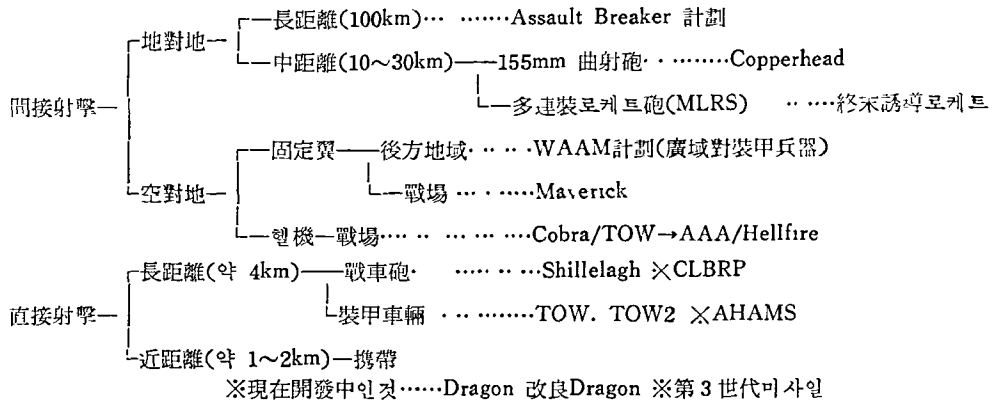 長距離(100km)… ……Assault Breaker 計劃
地對地
中距離(10～30km)──155mm 曲射砲· ………Copperhead
間接射擊
多連裝로케트砲(MLRS) ‥ ……終末誘導로케트
固定翼──後方地域· ‥ ‥WAAM計劃(廣域對裝甲兵器)
空對地
戰場 … · ………Maverick
헬機─戰場…‥ ‥ … … ……Cobra/TOW→AAA/Hellfire
長距離(약 4km)──戰車砲· …‥ ‥…Shillelagh ※CLBRP
直接射擊
裝甲車輛 · ‥ ………TOW. TOW2 ※AHAMS
近距離(약 1～2km)─携帶
※現在開發中인것……Dragon 改良Dragon ※第3世代미사일